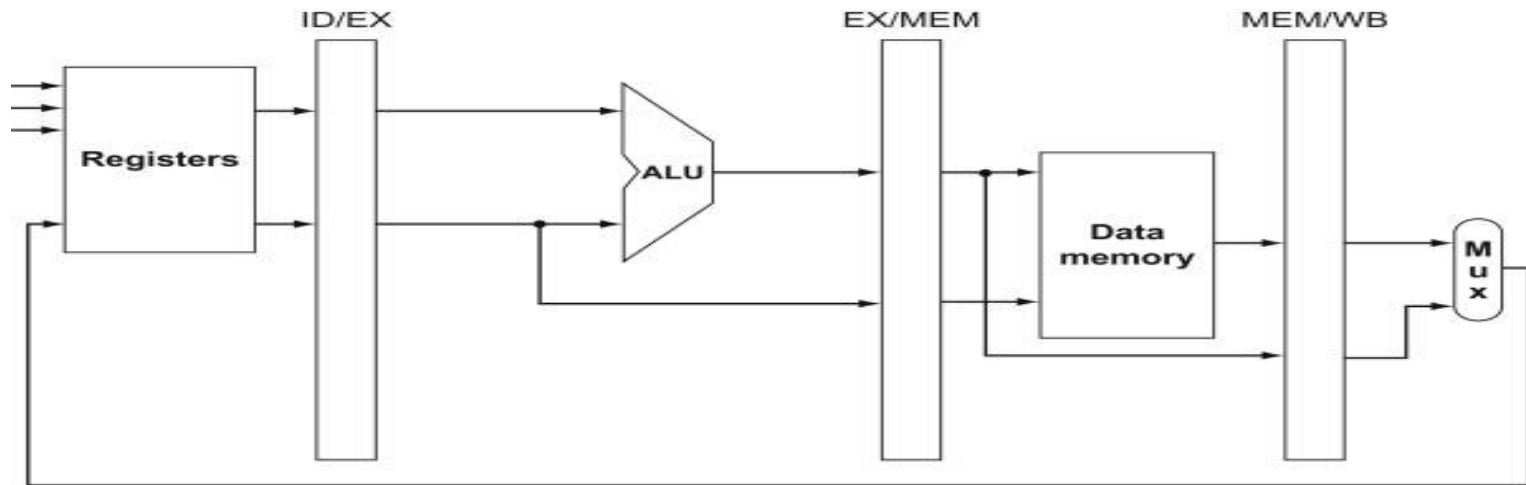 ID/EX
EX/MEM
MEM/WB
Registers
ALU
Data
memory
M
u
x